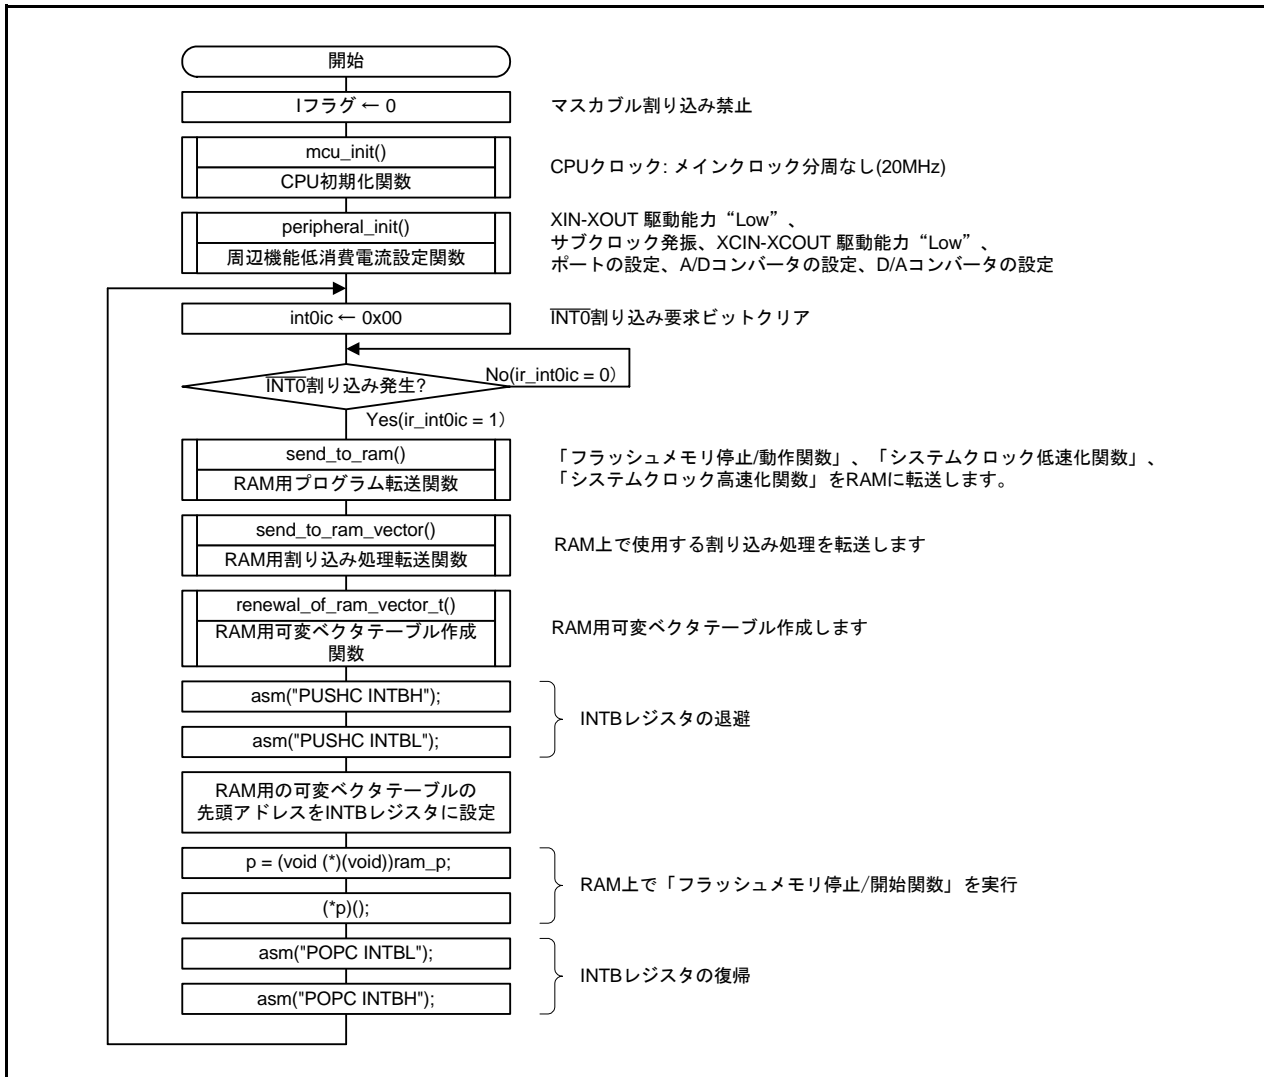 開始
Iフラグ ← 0
マスカブル割り込み禁止
mcu_init()
CPU初期化関数
CPUクロック: メインクロック分周なし(20MHz)
peripheral_init()
周辺機能低消費電流設定関数
XIN-XOUT 駆動能力“Low”、
サブクロック発振、XCIN-XCOUT 駆動能力“Low”、
ポートの設定、A/Dコンバータの設定、D/Aコンバータの設定
int0ic ← 0x00
INT0割り込み要求ビットクリア
INT0割り込み発生?
No(ir_int0ic = 0)
Yes(ir_int0ic = 1)
send_to_ram()
RAM用プログラム転送関数
「フラッシュメモリ停止/動作関数」、「システムクロック低速化関数」、
「システムクロック高速化関数」をRAMに転送します。
send_to_ram_vector()
RAM用割り込み処理転送関数
RAM上で使用する割り込み処理を転送します
renewal_of_ram_vector_t()
RAM用可変ベクタテーブル作成
関数
RAM用可変ベクタテーブル作成します
asm("PUSHC INTBH");
asm("PUSHC INTBL");
INTBレジスタの退避
RAM用の可変ベクタテーブルの
先頭アドレスをINTBレジスタに設定
p = (void (*)(void))ram_p;
(*p)();
RAM上で「フラッシュメモリ停止/開始関数」を実行
asm("POPC INTBL");
asm("POPC INTBH");
INTBレジスタの復帰